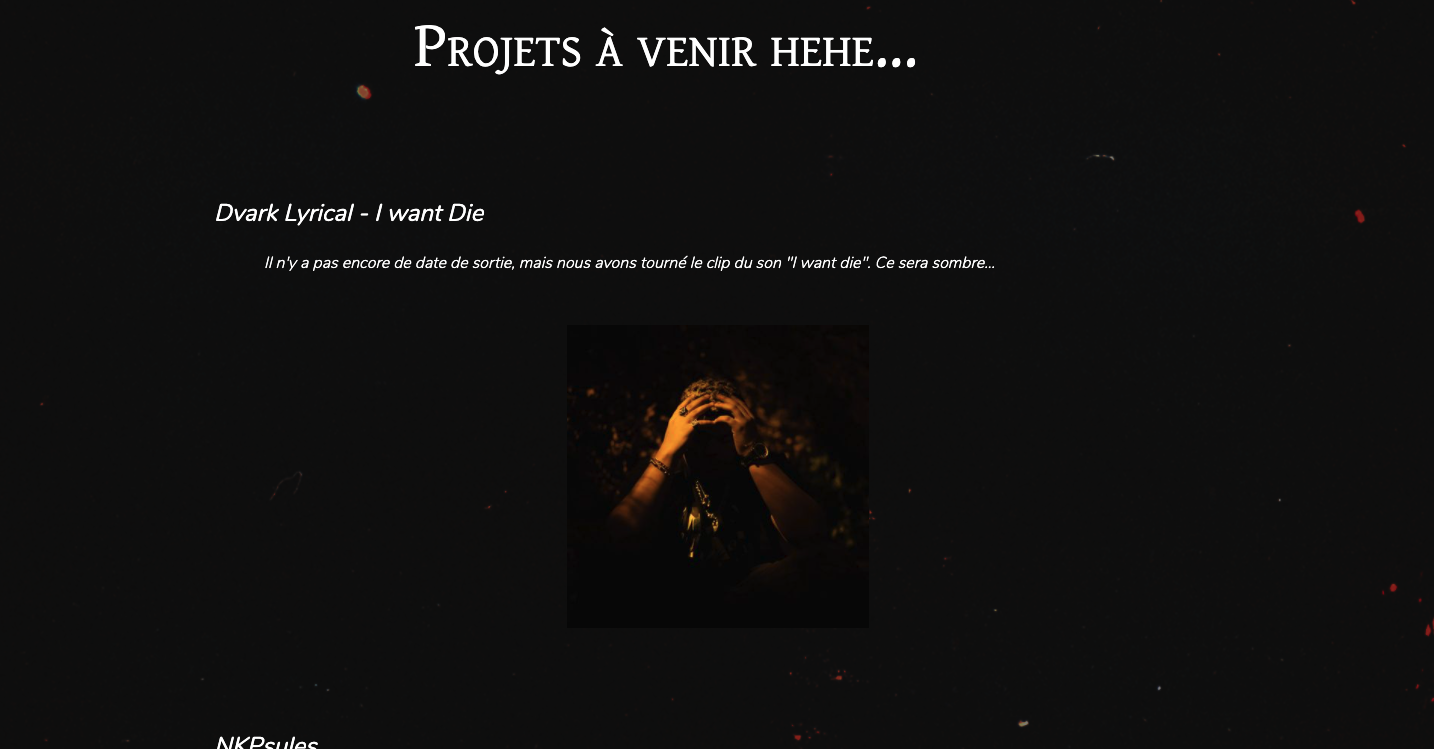 Projets à venir hehe...
Dvark Lyrical - I want Die
Il n'y a pas encore de date de sortie, mais nous avons tourné le clip du son "I want die". Ce sera sombre...
NKPsules